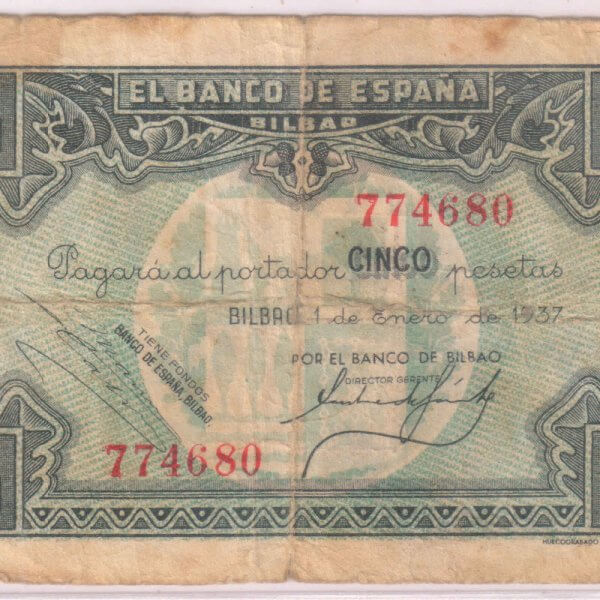 EL BANCO DE ESPAÑA
BILBAO
774680
Pagará al portador CINCO pesetas
BILBAO 1 de Enero de 1937
TIENE FONDOS
BANCO DE ESPAÑA, BILBAO.
POR EL BANCO DE BILBAO
DIRECTOR GERENTE
774680
HUECOGRABADO